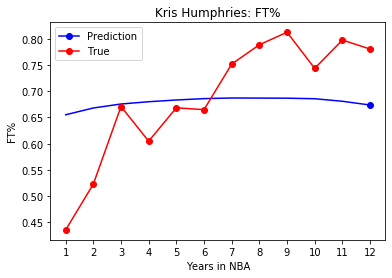 Kris Humphries: FT%
Prediction
True
FT%
0.80
0.75
0.70
0.65
0.60
0.55
0.50
0.45
1 2 3 4 5 6 7 8 9 10 11 12
Years in NBA